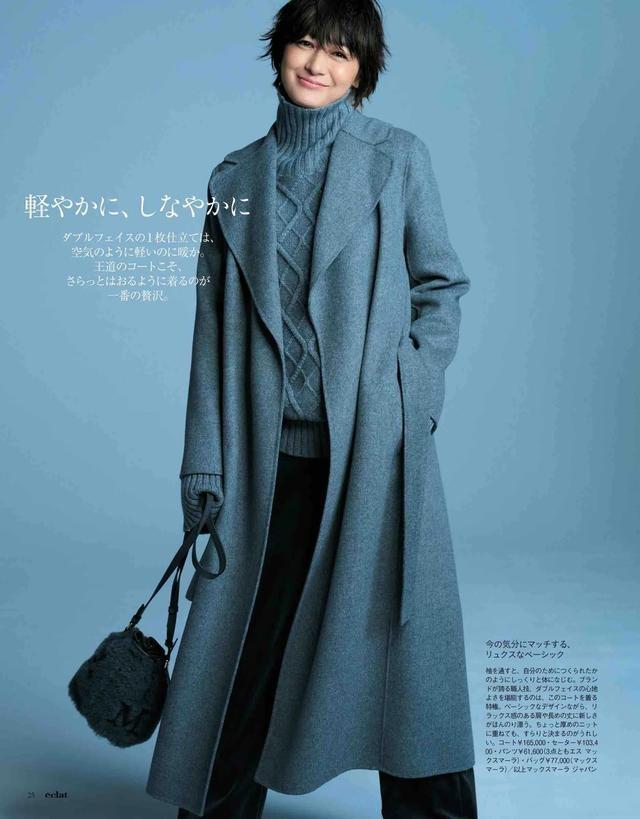 軽やかに、しなやかに
ダブルフェイスの1枚仕立ては、
空気のように軽いのに暖か。
王道のコートこそ、
さらっとはおるように着るのが
一番の贅沢。
M
今の気分にマッチする、
リュクスなベーシック
袖を通すと、自分のためにつくられたか
のようにしっくりと体になじむ。ブラン
ドが誇る職人技、ダブルフェイスの心地
よさを堪能するのは、このコートを着る
特権。ベーシックなデザインながら、リ
ラックス感のある肩や長めの丈に新しさ
がほんのり漂う。ちょっと厚めのニット
に重ねても、すらりと決まるのがうれし
い。コート¥165,000・セーター¥103,4
00・パンツ¥61,600(3点ともエス マッ
クスマーラ)・バッグ¥77,000(マックス
マーラ)/以上マックスマーラ ジャパン
25 éclat